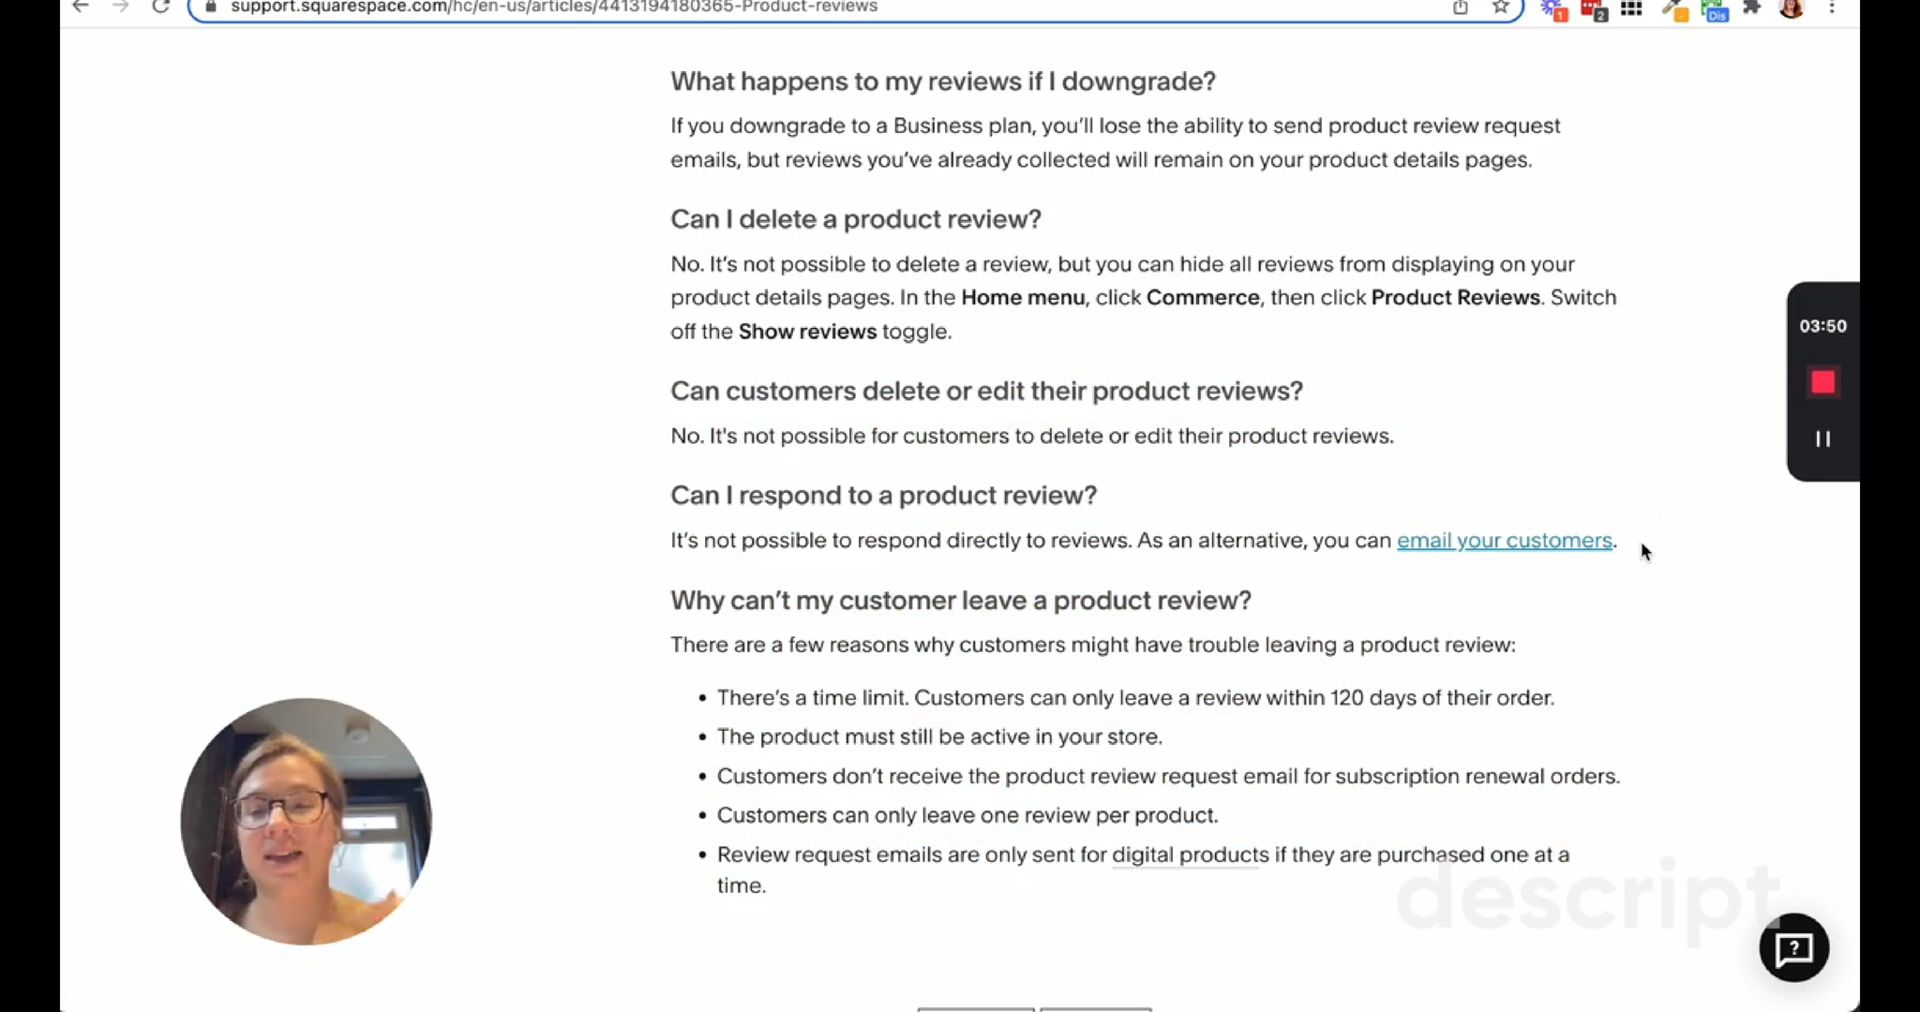 support.squarespace.com/hc/en-us/articles/4413194180365-Product-reviews
1
2
Dis
What happens to my reviews if I downgrade?
If you downgrade to a Business plan, you’ll lose the ability to send product review request
emails, but reviews you’ve already collected will remain on your product details pages.
Can I delete a product review?
No. It’s not possible to delete a review, but you can hide all reviews from displaying on your
product details pages. In the Home menu, click Commerce, then click Product Reviews. Switch
off the Show reviews toggle.
03:50
Can customers delete or edit their product reviews?
No. It's not possible for customers to delete or edit their product reviews.
Can I respond to a product review?
It’s not possible to respond directly to reviews. As an alternative, you can email your customers.
Why can’t my customer leave a product review?
There are a few reasons why customers might have trouble leaving a product review:
• There’s a time limit. Customers can only leave a review within 120 days of their order.
• The product must still be active in your store.
• Customers don’t receive the product review request email for subscription renewal orders.
• Customers can only leave one review per product.
• Review request emails are only sent for digital products if they are purchased one at a
time.
descript
?